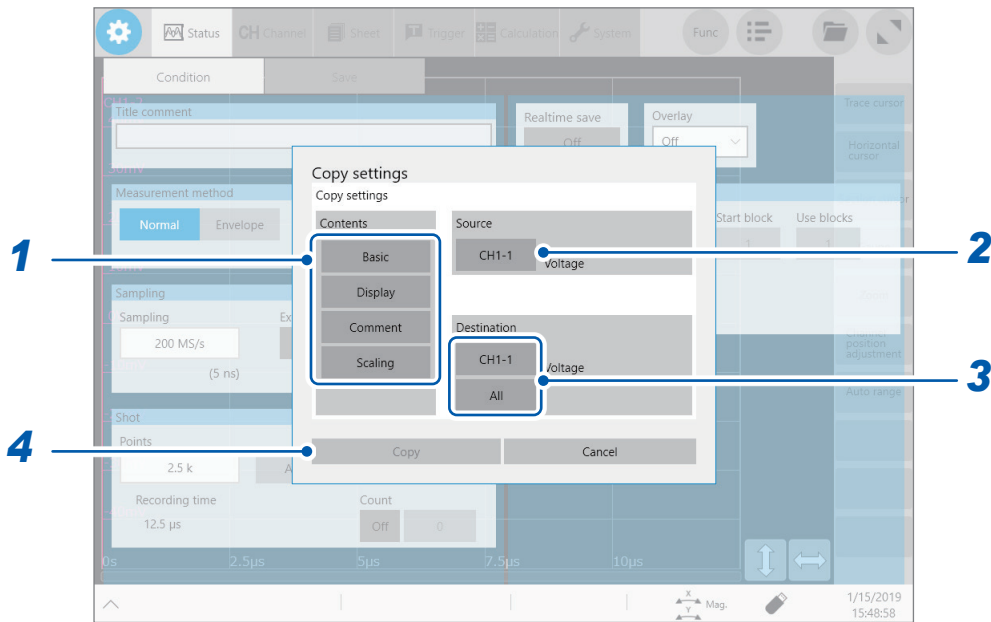 Status
CH Channel
Sheet
Trigger
Calculation
System
Func
Condition
Save
Trace cursor
Title comment
Realtime save
Off
Overlay
Off
Horizontal
cursor
Copy settings
Copy settings
Measurement method
Normal
Envelope
Contents
Source
Start block
Use blocks
1
1
1
Basic
CH1-1
Voltage
2
Display
Sampling
Sampling
Ex
Comment
Destination
200 MS/s
position
adjustment
Scaling
CH1-1
Voltage
(5 ns)
3
All
Auto range
Shot
Points
4
Copy
Cancel
2.5 k
A
Recording time
Count
12.5 µs
Off
0
0s
2.5µs
5µs
7.5µs
10µs
X
Y
Mag.
1/15/2019
15:48:58